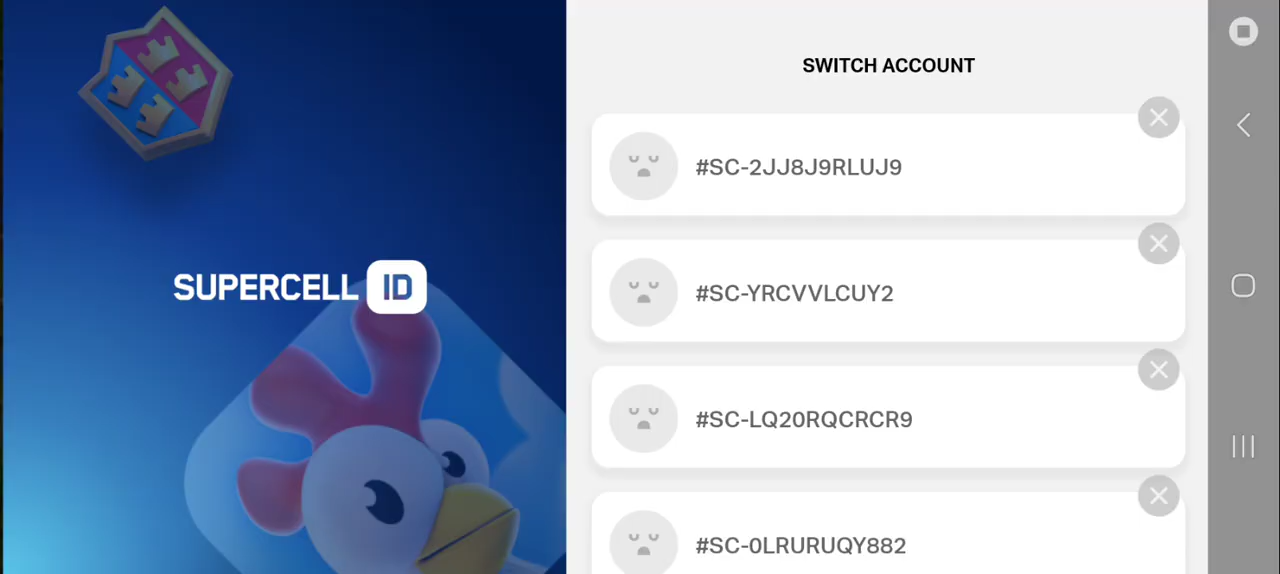 SUPERCELL ID
SWITCH ACCOUNT
#SC-2JJ8J9RLUJ9
#SC-YRCVVLCUY2
#SC-LQ20RQCRCR9
#SC-0LRURUQY882